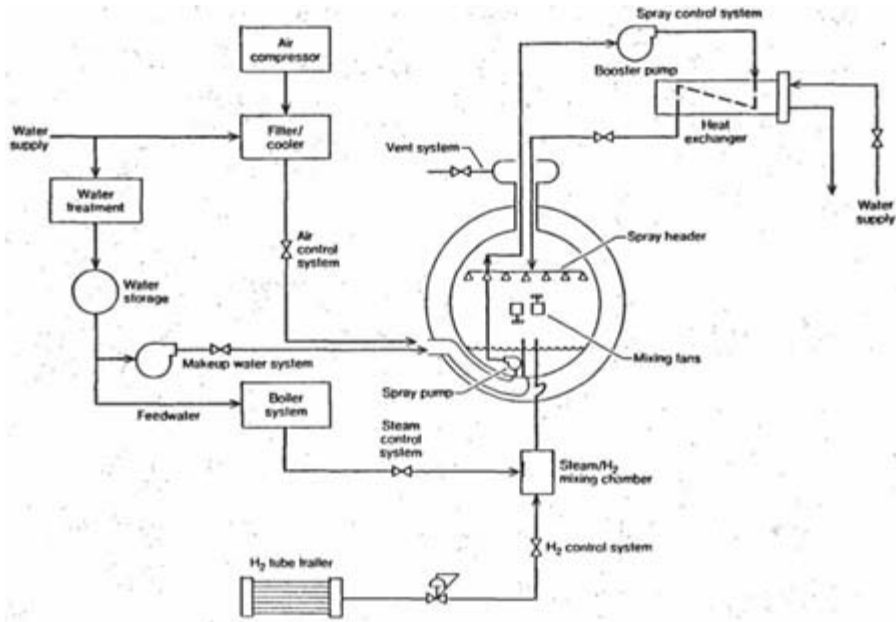 Spray control system
Air
compressor
Booster pump
Water
supply
Filter/
cooler
Heat
exchanger
Vent system
Water
treatment
Water
supply
Air
control
system
Spray header
Water
storage
Mixing fans
Makeup water system
Spray pump
Boiler
system
Feedwater
Steam
control
system
Steam/H₂
mixing chamber
H₂ control system
H₂ tube trailer